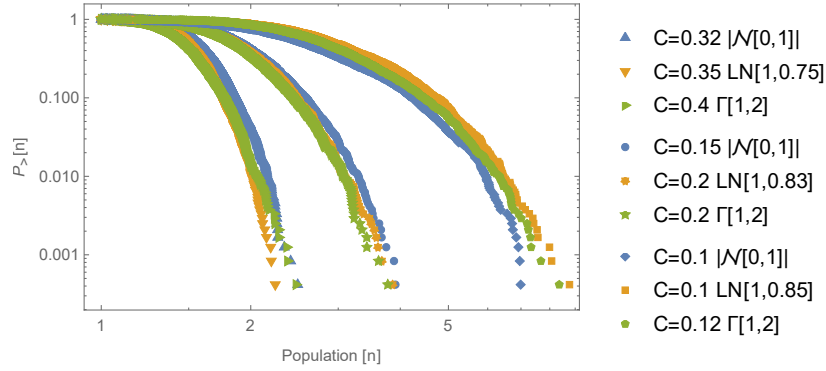 1
0.100
0.010
0.001
P>[n]
1
2
5
Population [n]
C=0.32 |𝒩[0,1]|
C=0.35 LN[1,0.75]
C=0.4 Γ[1,2]
C=0.15 |𝒩[0,1]|
C=0.2 LN[1,0.83]
C=0.2 Γ[1,2]
C=0.1 |𝒩[0,1]|
C=0.1 LN[1,0.85]
C=0.12 Γ[1,2]